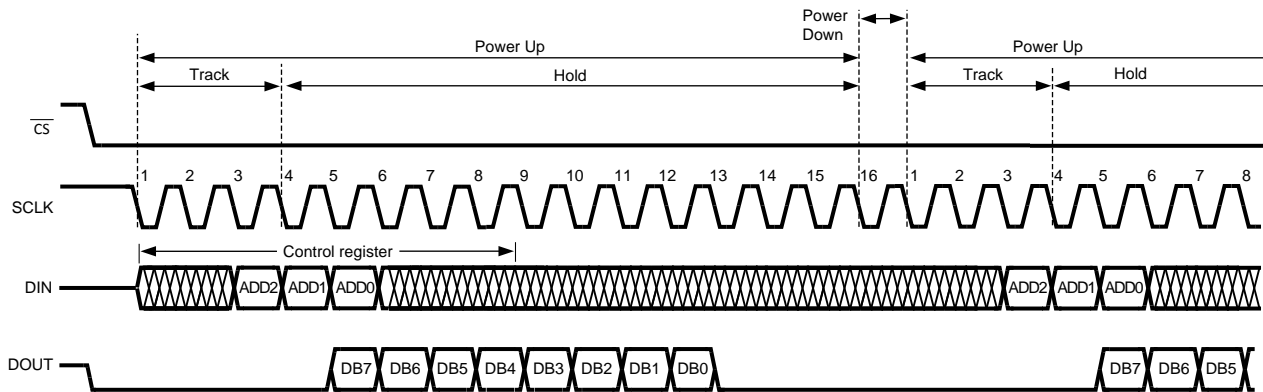 Power Down
Power Up
Power Up
Track
Hold
Track
Hold
CS
1 2 3 4 5 6 7 8 9 10 11 12 13 14 15 16 1 2 3 4 5 6 7 8
SCLK
Control register
DIN
ADD2 ADD1 ADD0 ADD2 ADD1 ADD0
DOUT
DB7 DB6 DB5 DB4 DB3 DB2 DB1 DB0 DB7 DB6 DB5